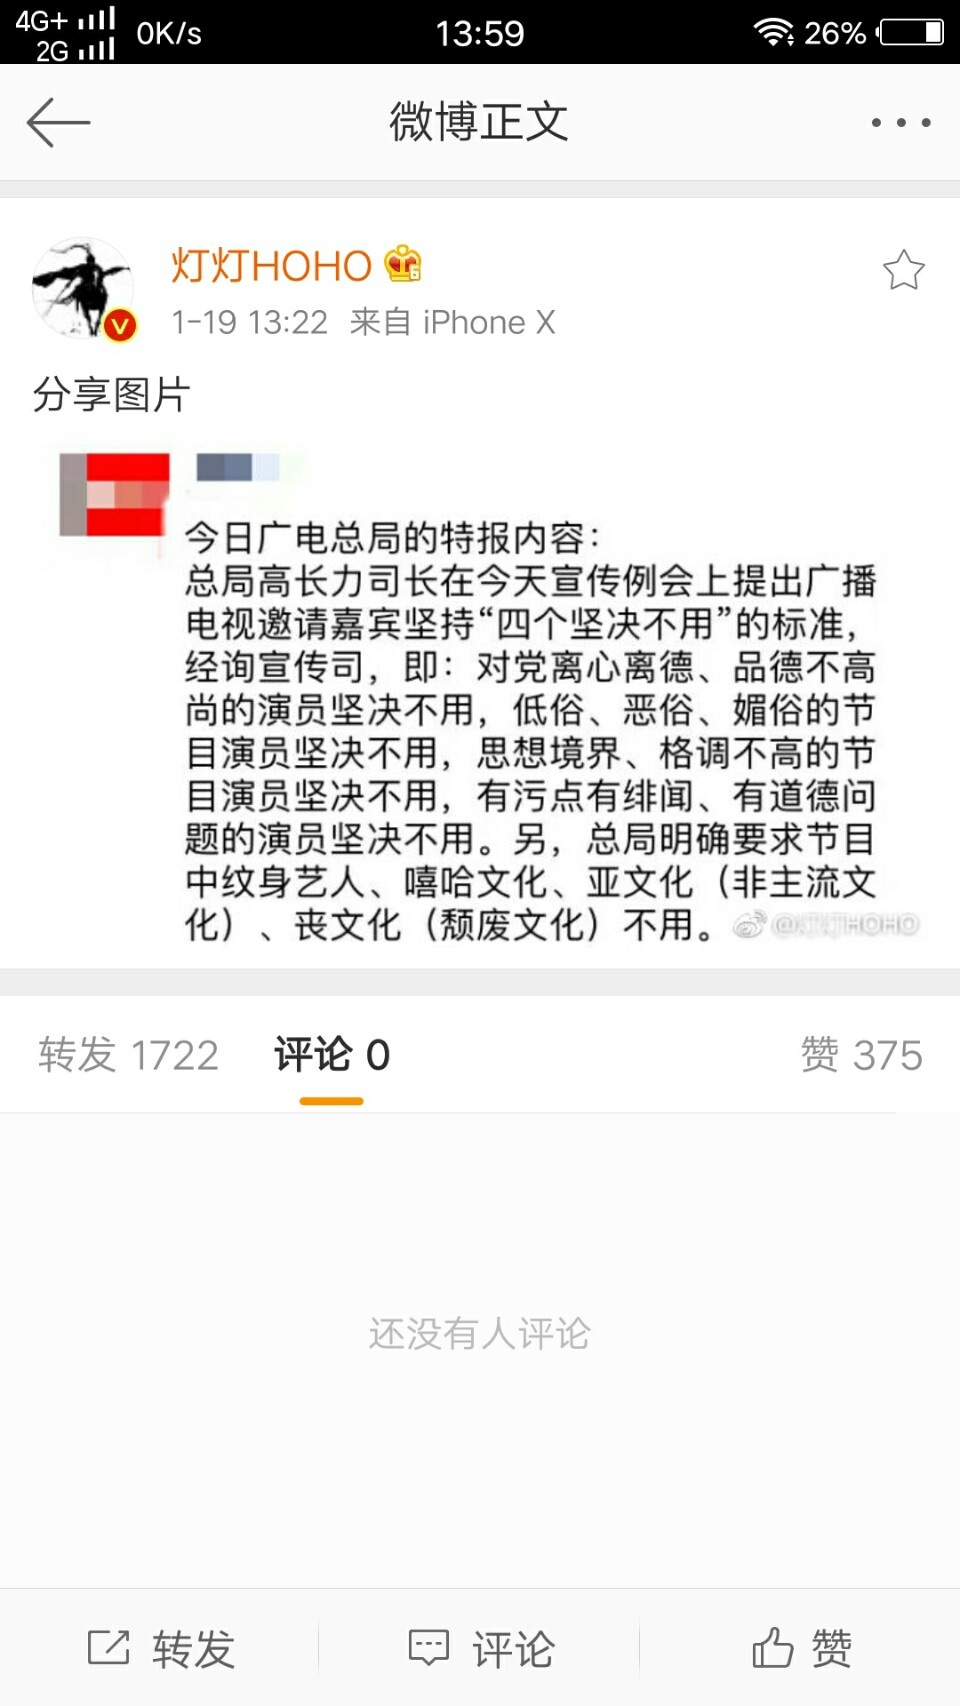 4G+ 0K/s 13:59 26%
2G
微博正文
灯灯HOHO
1-19 13:22 来自 iPhone X
分享图片
今日广电总局的特报内容：
总局高长力司长在今天宣传例会上提出广播
电视邀请嘉宾坚持“四个坚决不用”的标准，
经询宣传司，即：对党离心离德、品德不高
尚的演员坚决不用，低俗、恶俗、媚俗的节
目演员坚决不用，思想境界、格调不高的节
目演员坚决不用，有污点有绯闻、有道德问
题的演员坚决不用。另，总局明确要求节目
中纹身艺人、嘻哈文化、亚文化（非主流文
化）、丧文化（颓废文化）不用。
@灯灯HOHO
转发 1722 评论 0 赞 375
还没有人评论
转发 评论 赞